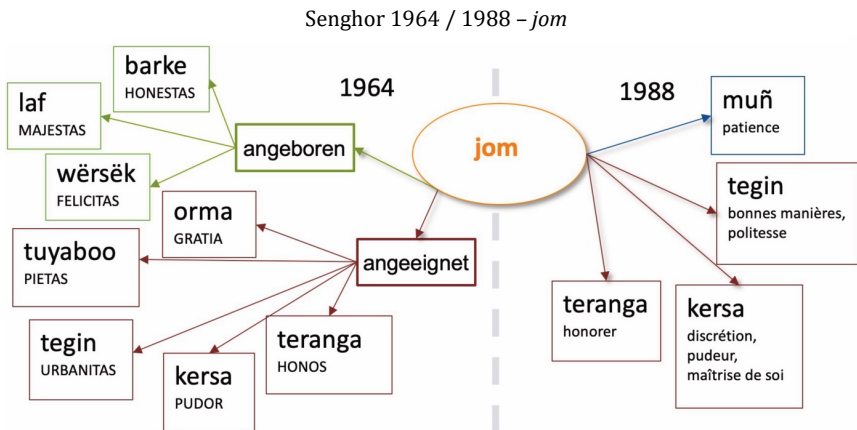 Senghor 1964 / 1988 – jom
1964
1988
jom
barke
HONESTAS
laf
MAJESTAS
wërsëk
FELICITAS
angeboren
orma
GRATIA
tuyaboo
PIETAS
angeeignet
tegin
URBANITAS
kersa
PUDOR
teranga
HONOS
muñ
patience
tegin
bonnes manières,
politesse
teranga
honorer
kersa
discrétion,
pudeur,
maîtrise de soi